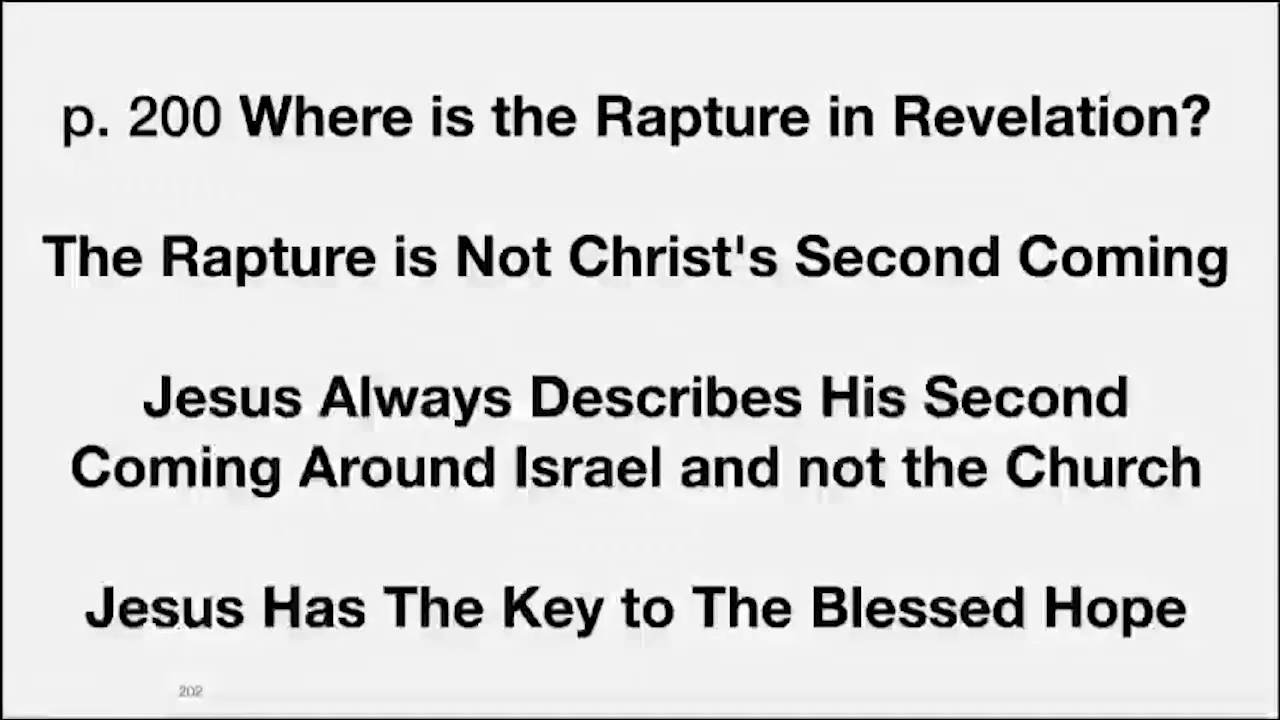 p. 200 Where is the Rapture in Revelation?
The Rapture is Not Christ's Second Coming
Jesus Always Describes His Second
Coming Around Israel and not the Church
Jesus Has The Key to The Blessed Hope
202